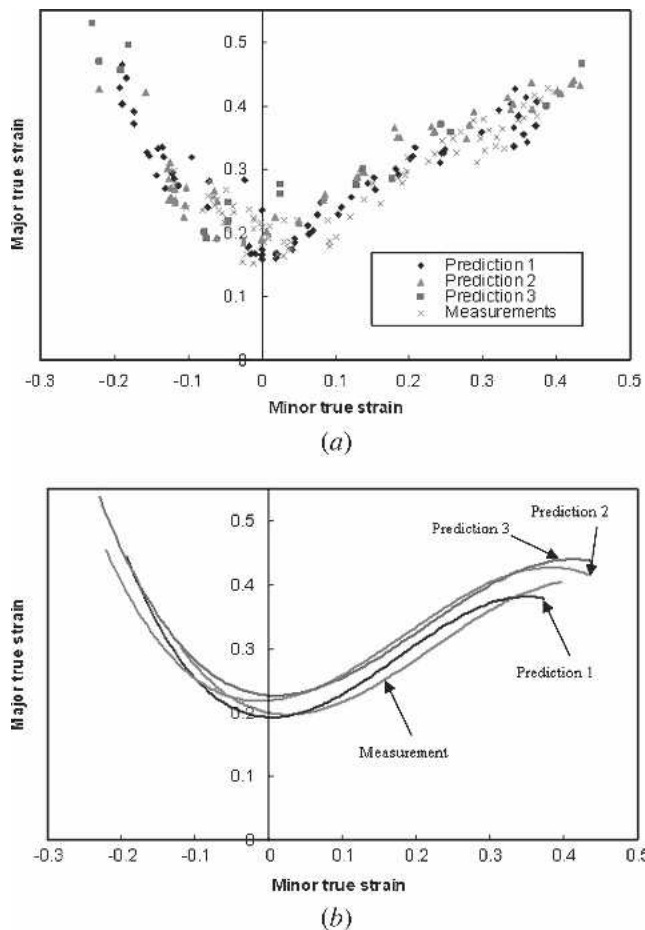 0.5
0.4
0.3
0.2
0.1
0
Major true strain
Prediction 1
Prediction 2
Prediction 3
Measurements
-0.3 -0.2 -0.1 0 0.1 0.2 0.3 0.4 0.5
Minor true strain
(a)
0.5
0.4
0.3
0.2
0.1
0
Major true strain
Prediction 2
Prediction 3
Prediction 1
Measurement
-0.3 -0.2 -0.1 0 0.1 0.2 0.3 0.4 0.5
Minor true strain
(b)